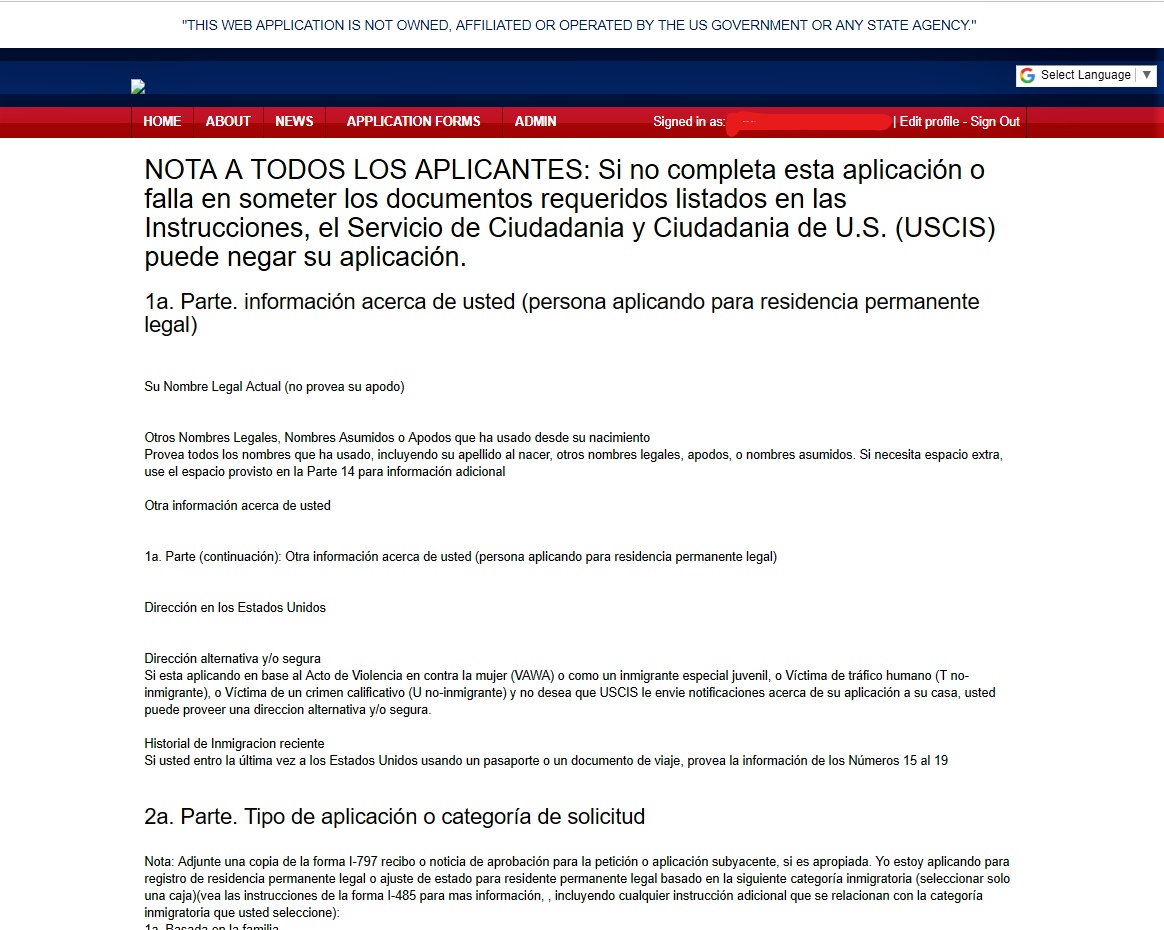 "THIS WEB APPLICATION IS NOT OWNED, AFFILIATED OR OPERATED BY THE US GOVERNMENT OR ANY STATE AGENCY."
Select Language ▼
HOME ABOUT NEWS APPLICATION FORMS ADMIN Signed in as: | Edit profile - Sign Out
NOTA A TODOS LOS APLICANTES: Si no completa esta aplicación o
falla en someter los documentos requeridos listados en las
Instrucciones, el Servicio de Ciudadania y Ciudadania de U.S. (USCIS)
puede negar su aplicación.
1a. Parte. información acerca de usted (persona aplicando para residencia permanente
legal)
Su Nombre Legal Actual (no provea su apodo)
Otros Nombres Legales, Nombres Asumidos o Apodos que ha usado desde su nacimiento
Provea todos los nombres que ha usado, incluyendo su apellido al nacer, otros nombres legales, apodos, o nombres asumidos. Si necesita espacio extra,
use el espacio provisto en la Parte 14 para información adicional
Otra información acerca de usted
1a. Parte (continuación): Otra información acerca de usted (persona aplicando para residencia permanente legal)
Dirección en los Estados Unidos
Dirección alternativa y/o segura
Si esta aplicando en base al Acto de Violencia en contra la mujer (VAWA) o como un inmigrante especial juvenil, o Víctima de tráfico humano (T no-
inmigrante), o Víctima de un crimen calificativo (U no-inmigrante) y no desea que USCIS le envie notificaciones acerca de su aplicación a su casa, usted
puede proveer una direccion alternativa y/o segura.
Historial de Inmigracion reciente
Si usted entro la última vez a los Estados Unidos usando un pasaporte o un documento de viaje, provea la información de los Números 15 al 19
2a. Parte. Tipo de aplicación o categoría de solicitud
Nota: Adjunte una copia de la forma I-797 recibo o noticia de aprobación para la petición o aplicación subyacente, si es apropiada. Yo estoy aplicando para
registro de residencia permanente legal o ajuste de estado para residente permanente legal basado en la siguiente categoría inmigratoria (seleccionar solo
una caja)(vea las instrucciones de la forma I-485 para mas información, , incluyendo cualquier instrucción adicional que se relacionan con la categoría
inmigratoria que usted seleccione):
1a. Basada en la familia